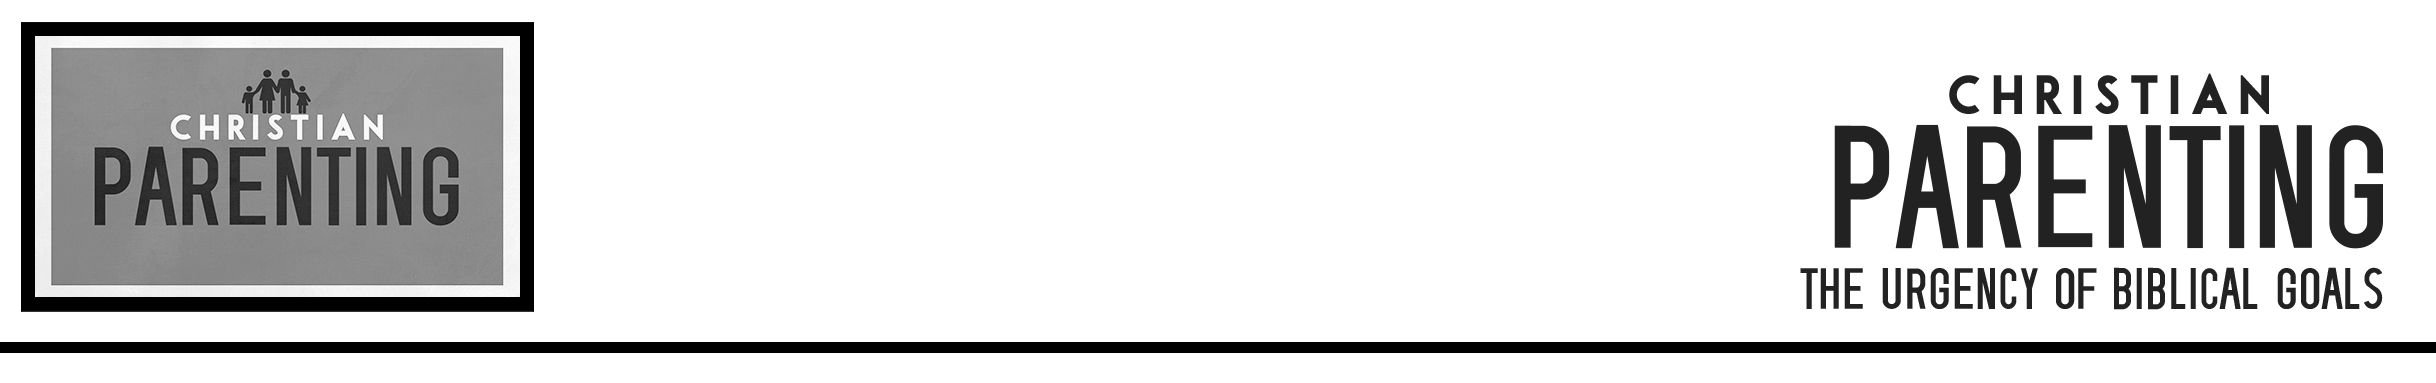 CHRISTIAN
PARENTING
CHRISTIAN
PARENTING
THE URGENCY OF BIBLICAL GOALS